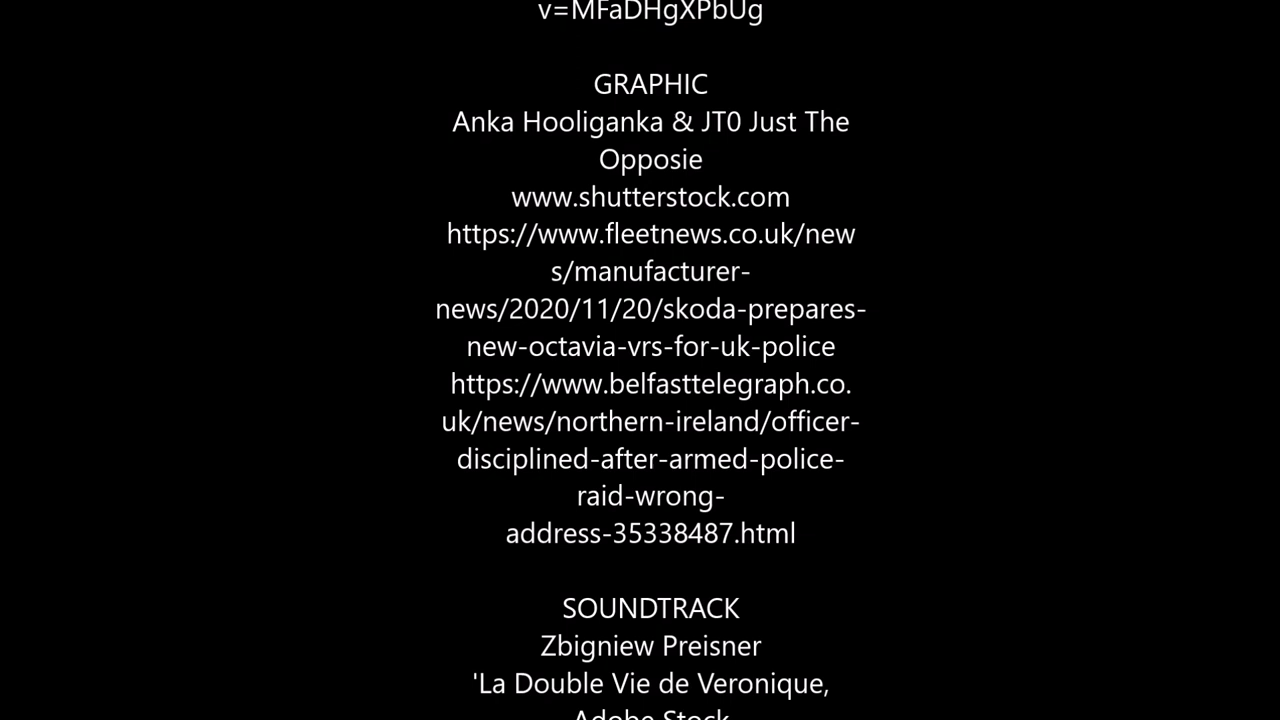 v=MFaDHgXPbUg
GRAPHIC
Anka Hooliganka & JT0 Just The
Opposie
www.shutterstock.com
https://www.fleetnews.co.uk/new
s/manufacturer-
news/2020/11/20/skoda-prepares-
new-octavia-vrs-for-uk-police
https://www.belfasttelegraph.co.
uk/news/northern-ireland/officer-
disciplined-after-armed-police-
raid-wrong-
address-35338487.html
SOUNDTRACK
Zbigniew Preisner
'La Double Vie de Veronique,
Adobe Stock